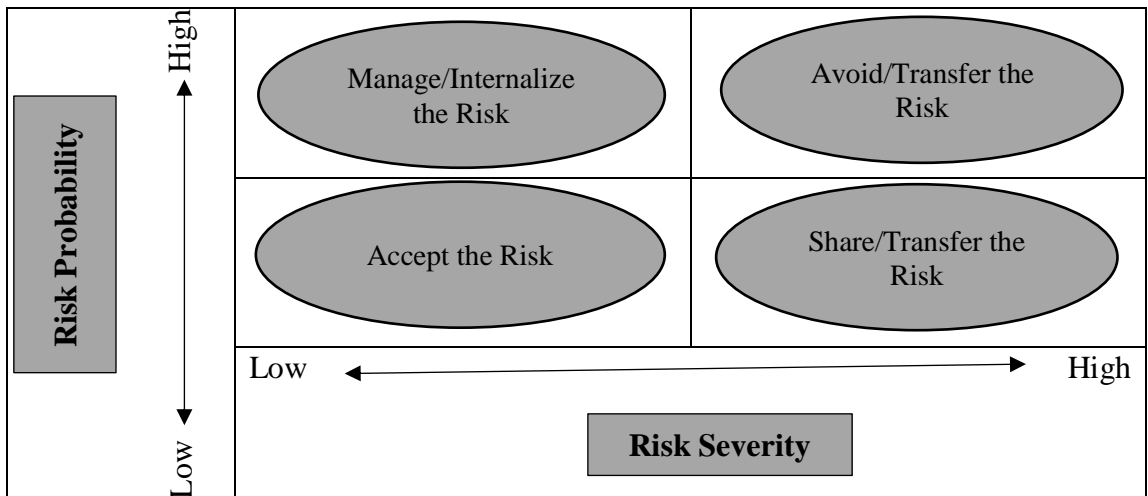 High
Risk Probability
Low
Manage/Internalize
the Risk
Avoid/Transfer the
Risk
Accept the Risk
Share/Transfer the
Risk
Low
High
Risk Severity